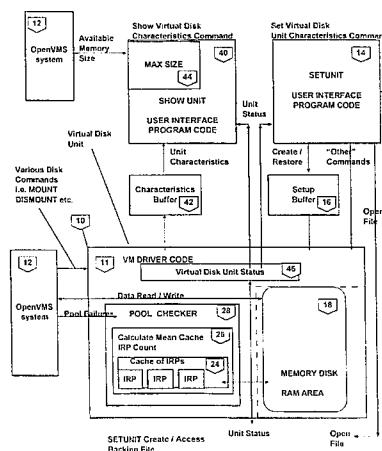 Show Virtual Disk
Characteristics Command
Set Virtual Disk
Unit Characteristics Comman
12
OpenVMS
system
Available
Memory
Size
40
MAX SIZE
44
SHOW UNIT
USER INTERFACE
PROGRAM CODE
Unit
Status
14
SETUNIT
USER INTERFACE
PROGRAM CODE
Virtual Disk
Unit
Unit
Characteristics
Create /
Restore
"Other"
Commands
Various Disk
Commands
i.e. MOUNT
DISMOUNT etc.
Characteristics
Buffer
42
Setup
Buffer
16
Open
File
10
12
OpenVMS
system
11
VM DRIVER CODE
Virtual Disk Unit Status
46
Data Read / Write
Pool Failures
POOL CHECKER
28
Calculate Mean Cache
IRP Count
26
Cache of IRPs
24
IRP
IRP
IRP
18
MEMORY DISK
RAM AREA
SETUNIT Create / Access
Backing File
Unit Status
Open
File